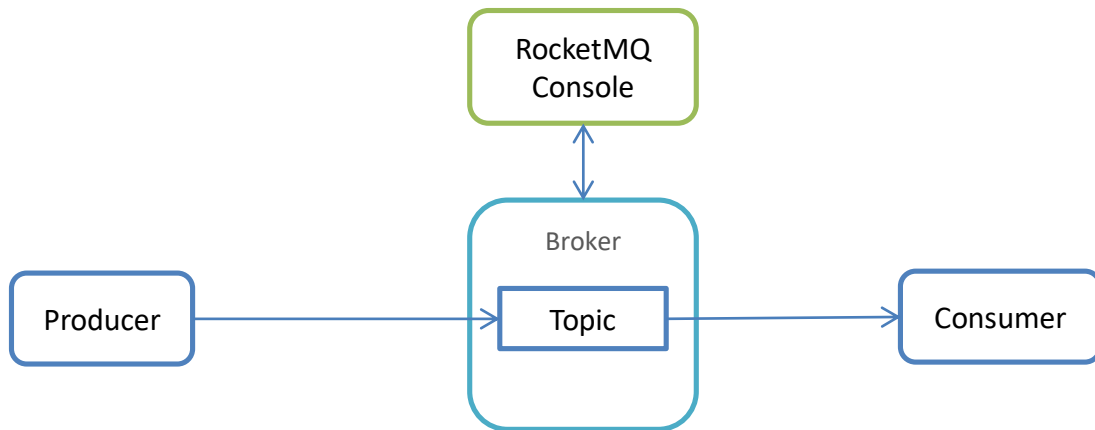 RocketMQ
Console
Broker
Producer
Topic
Consumer